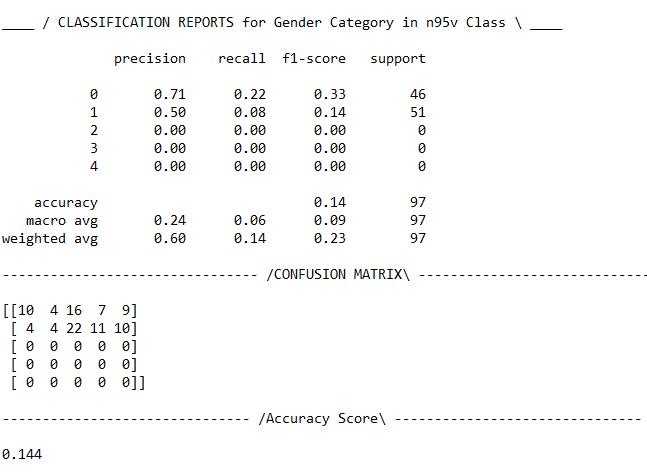 ____ / CLASSIFICATION REPORTS for Gender Category in n95v Class \ ____
precision recall f1-score support
0 0.71 0.22 0.33 46
1 0.50 0.08 0.14 51
2 0.00 0.00 0.00 0
3 0.00 0.00 0.00 0
4 0.00 0.00 0.00 0
accuracy 0.14 97
macro avg 0.24 0.06 0.09 97
weighted avg 0.60 0.14 0.23 97
-------------------------------- /CONFUSION MATRIX\ -----------------------------
[[10 4 16 7 9]
[ 4 4 22 11 10]
[ 0 0 0 0 0]
[ 0 0 0 0 0]
[ 0 0 0 0 0]]
------------------------------- /Accuracy Score\ -------------------------------
0.144